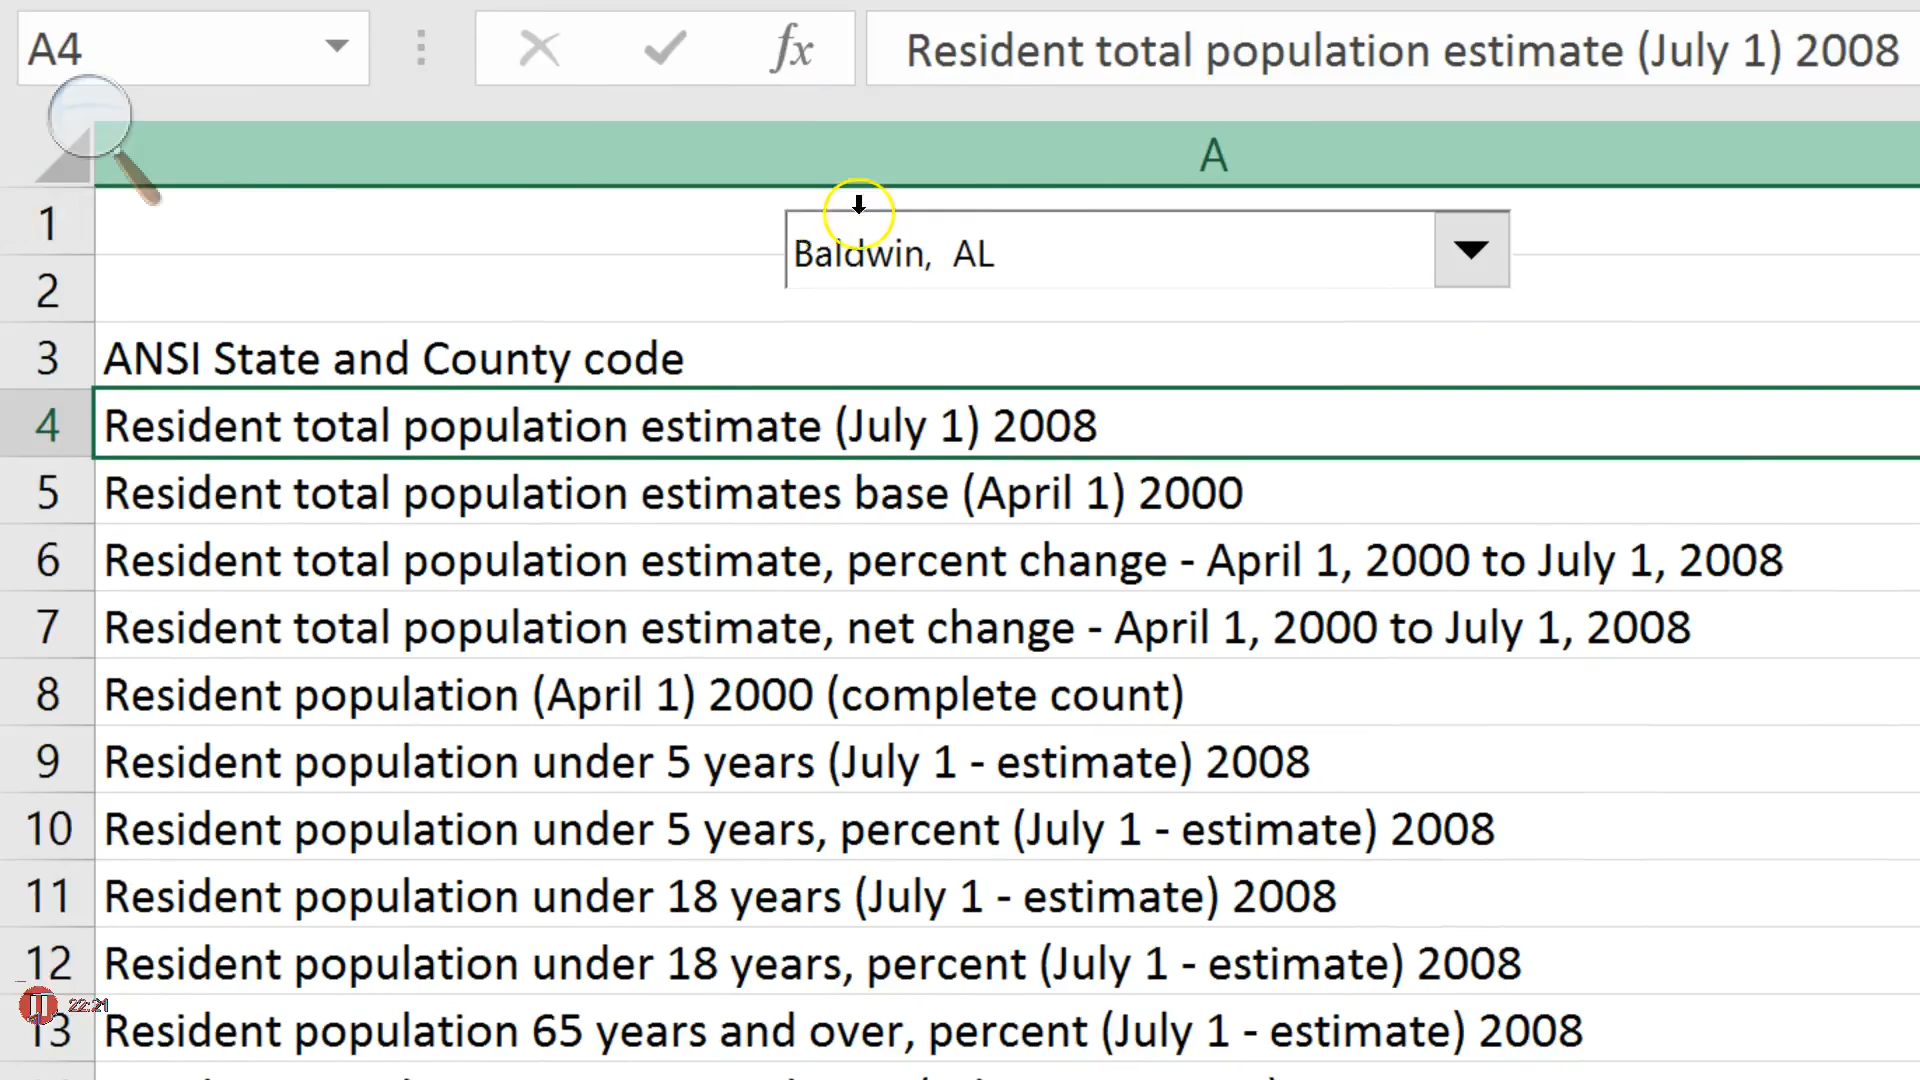 A4
fx
Resident total population estimate (July 1) 2008
A
1
Baldwin, AL
2
3 ANSI State and County code
4 Resident total population estimate (July 1) 2008
5 Resident total population estimates base (April 1) 2000
6 Resident total population estimate, percent change - April 1, 2000 to July 1, 2008
7 Resident total population estimate, net change - April 1, 2000 to July 1, 2008
8 Resident population (April 1) 2000 (complete count)
9 Resident population under 5 years (July 1 - estimate) 2008
10 Resident population under 5 years, percent (July 1 - estimate) 2008
11 Resident population under 18 years (July 1 - estimate) 2008
12 Resident population under 18 years, percent (July 1 - estimate) 2008
22:21
13 Resident population 65 years and over, percent (July 1 - estimate) 2008